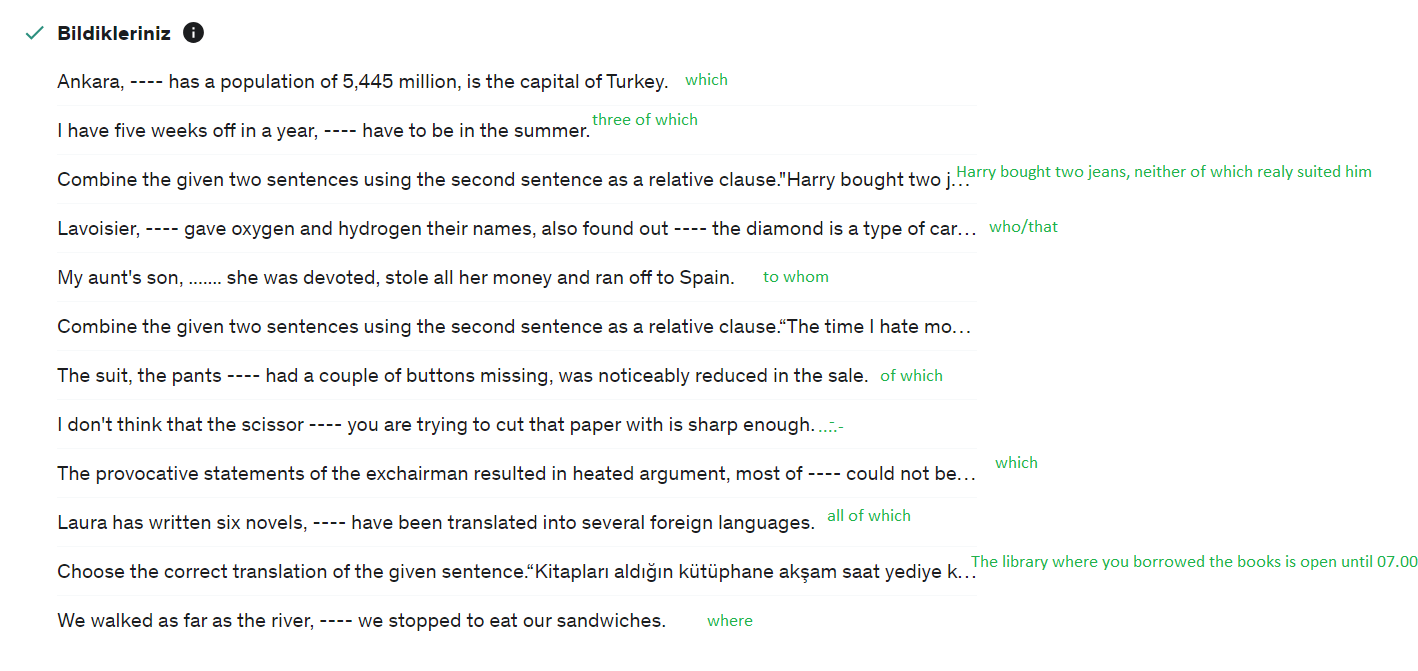 Bildikleriniz
Ankara, ---- has a population of 5,445 million, is the capital of Turkey. which
I have five weeks off in a year, ---- have to be in the summer. three of which
Combine the given two sentences using the second sentence as a relative clause."Harry bought two j... Harry bought two jeans, neither of which realy suited him
Lavoisier, ---- gave oxygen and hydrogen their names, also found out ---- the diamond is a type of car... who/that
My aunt's son, ....... she was devoted, stole all her money and ran off to Spain. to whom
Combine the given two sentences using the second sentence as a relative clause.“The time I hate mo...
The suit, the pants ---- had a couple of buttons missing, was noticeably reduced in the sale. of which
I don't think that the scissor ---- you are trying to cut that paper with is sharp enough.
The provocative statements of the exchairman resulted in heated argument, most of ---- could not be... which
Laura has written six novels, ---- have been translated into several foreign languages. all of which
Choose the correct translation of the given sentence.“Kitapları aldığın kütüphane akşam saat yediye k... The library where you borrowed the books is open until 07.00
We walked as far as the river, ---- we stopped to eat our sandwiches. where